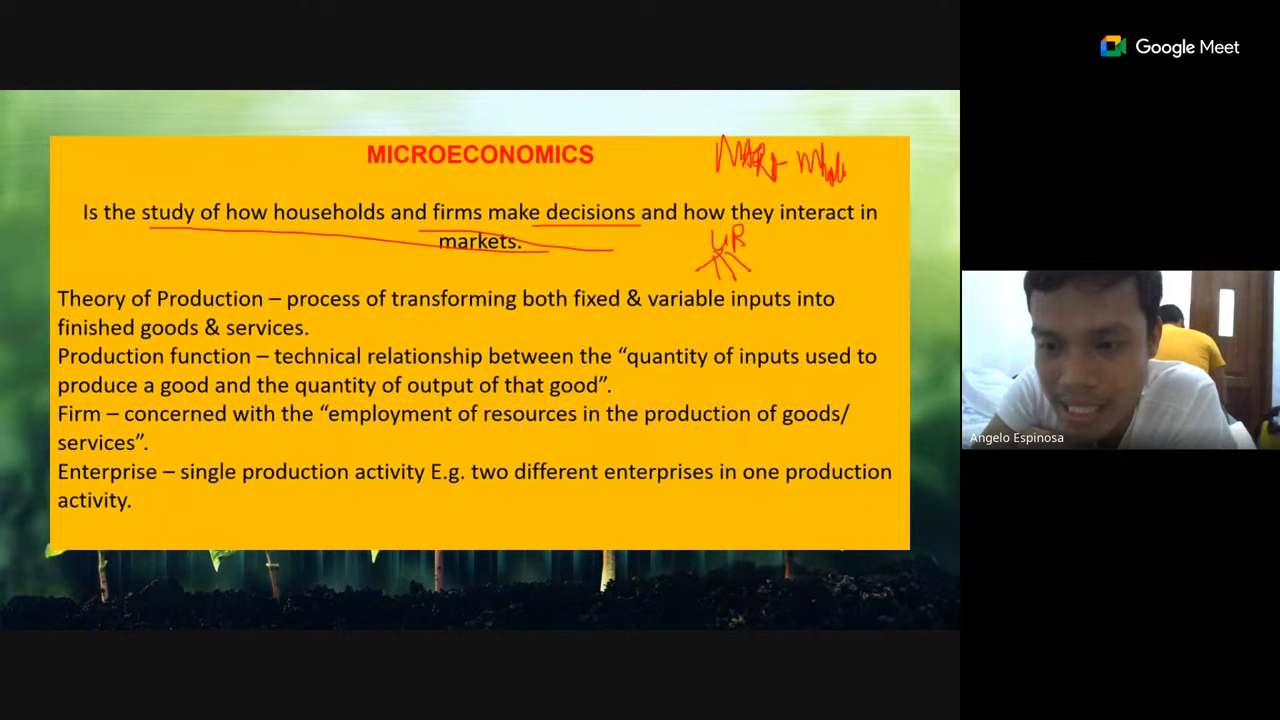 Google Meet
MICROECONOMICS
Is the study of how households and firms make decisions and how they interact in
markets.
Theory of Production – process of transforming both fixed & variable inputs into
finished goods & services.
Production function – technical relationship between the “quantity of inputs used to
produce a good and the quantity of output of that good”.
Firm – concerned with the “employment of resources in the production of goods/
services”.
Enterprise – single production activity E.g. two different enterprises in one production
activity.
Angelo Espinosa